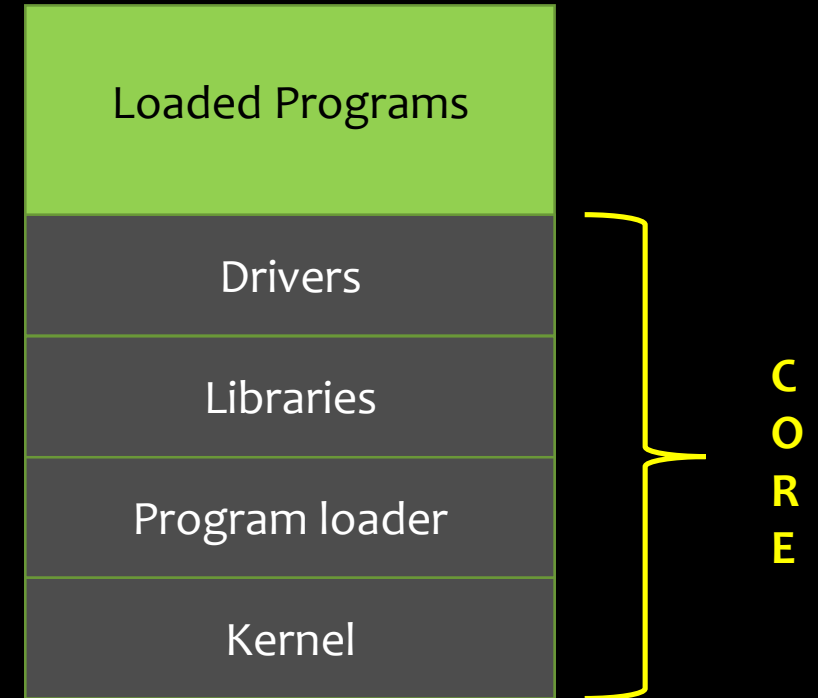 Loaded Programs
Drivers
Libraries
Program loader
Kernel
C
O
R
E